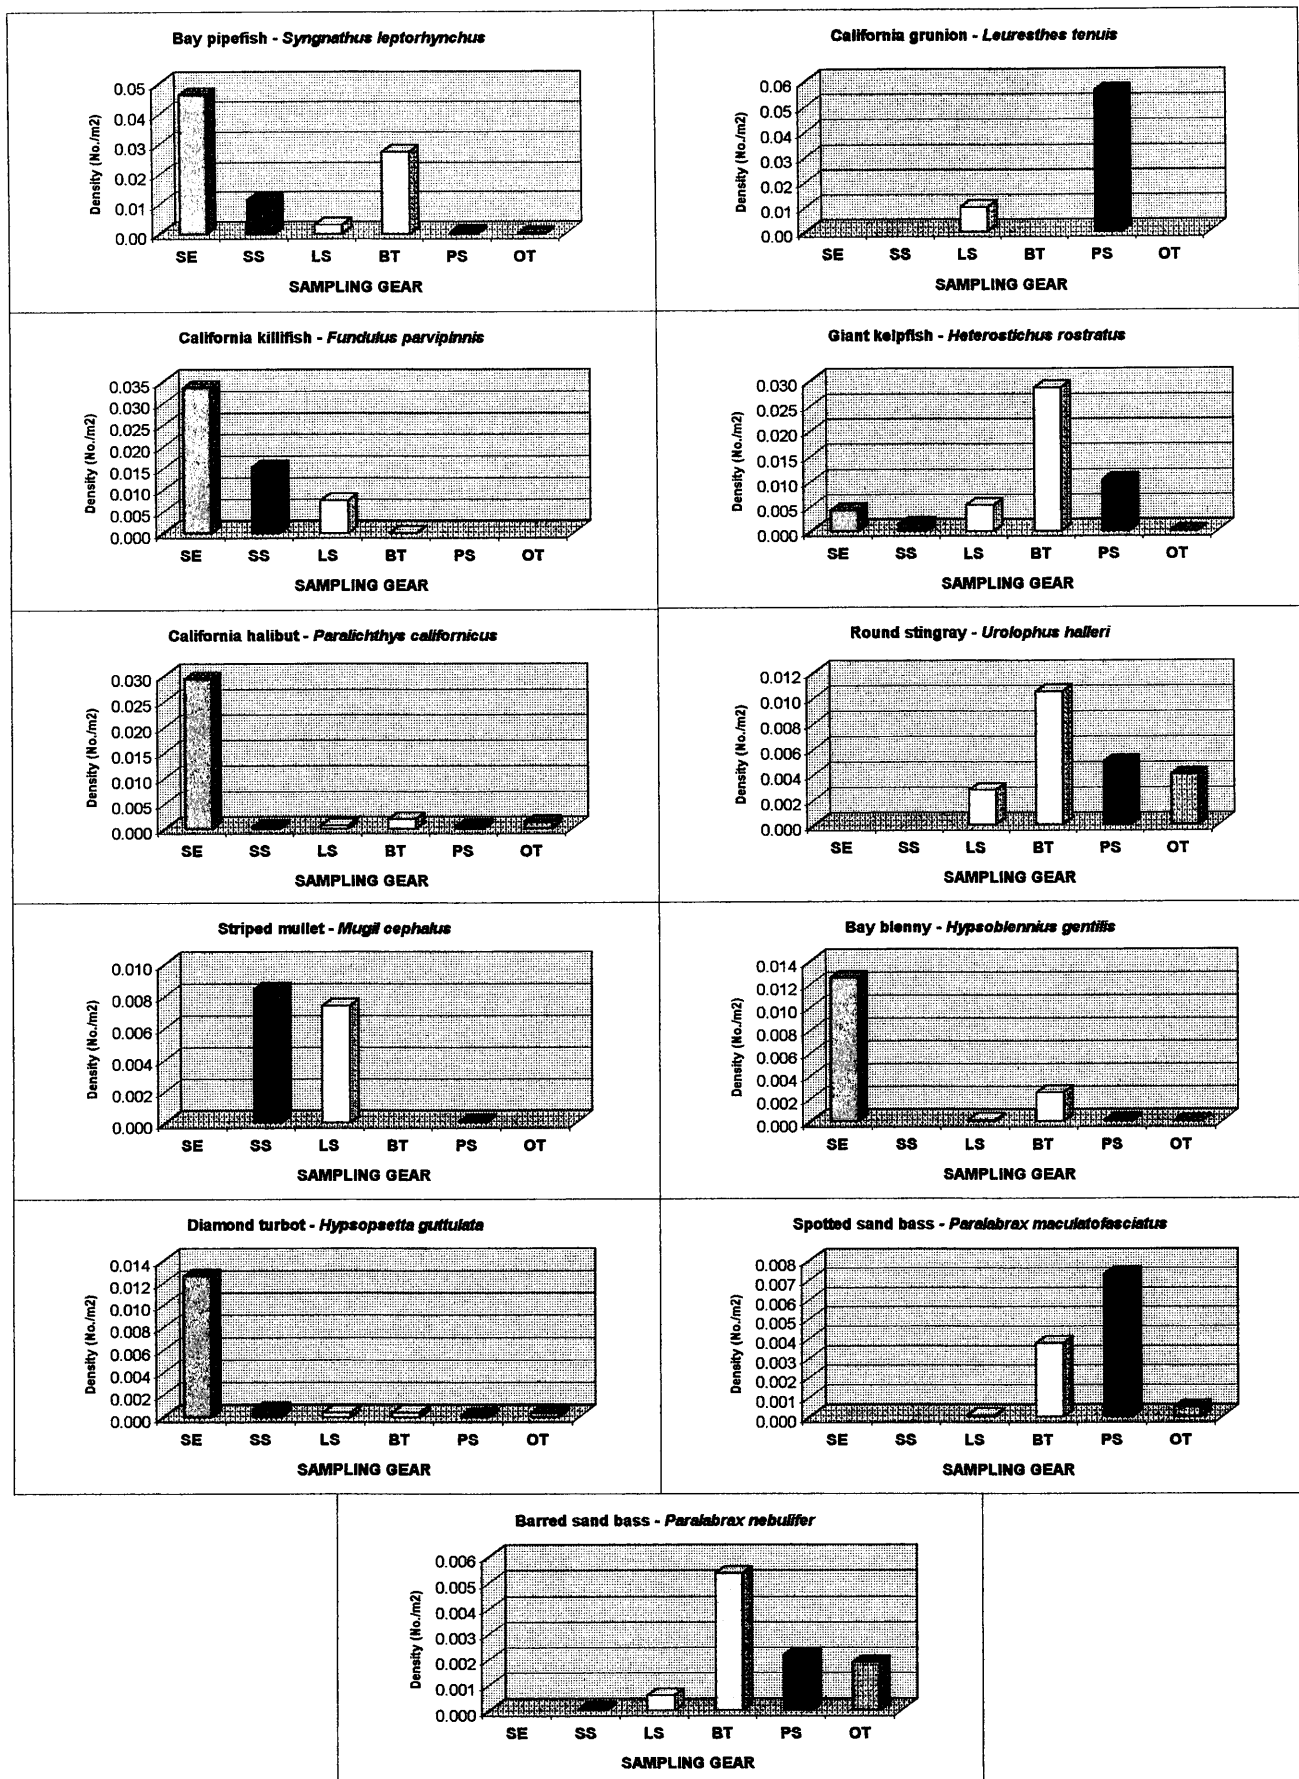 Bay pipefish - Syngnathus leptorhynchus
Density (No./m2)
0.05
0.04
0.03
0.02
0.01
0.00
SE SS LS BT PS OT
SAMPLING GEAR
California grunion - Leuresthes tenuis
Density (No./m2)
0.06
0.05
0.04
0.03
0.02
0.01
0.00
SE SS LS BT PS OT
SAMPLING GEAR
California killifish - Fundulus parvipinnis
Density (No./m2)
0.035
0.030
0.025
0.020
0.015
0.010
0.005
0.000
SE SS LS BT PS OT
SAMPLING GEAR
Giant kelpfish - Heterostichus rostratus
Density (No./m2)
0.030
0.025
0.020
0.015
0.010
0.005
0.000
SE SS LS BT PS OT
SAMPLING GEAR
California halibut - Paralichthys californicus
Density (No./m2)
0.030
0.025
0.020
0.015
0.010
0.005
0.000
SE SS LS BT PS OT
SAMPLING GEAR
Round stingray - Urolophus halleri
Density (No./m2)
0.012
0.010
0.008
0.006
0.004
0.002
0.000
SE SS LS BT PS OT
SAMPLING GEAR
Striped mullet - Mugil cephalus
Density (No./m2)
0.010
0.008
0.006
0.004
0.002
0.000
SE SS LS BT PS OT
SAMPLING GEAR
Bay blenny - Hypsoblennius gentilis
Density (No./m2)
0.014
0.012
0.010
0.008
0.006
0.004
0.002
0.000
SE SS LS BT PS OT
SAMPLING GEAR
Diamond turbot - Hypsopsetta guttulata
Density (No./m2)
0.014
0.012
0.010
0.008
0.006
0.004
0.002
0.000
SE SS LS BT PS OT
SAMPLING GEAR
Spotted sand bass - Paralabrax maculatofasciatus
Density (No./m2)
0.008
0.007
0.006
0.005
0.004
0.003
0.002
0.001
0.000
SE SS LS BT PS OT
SAMPLING GEAR
Barred sand bass - Paralabrax nebulifer
Density (No./m2)
0.006
0.005
0.004
0.003
0.002
0.001
0.000
SE SS LS BT PS OT
SAMPLING GEAR